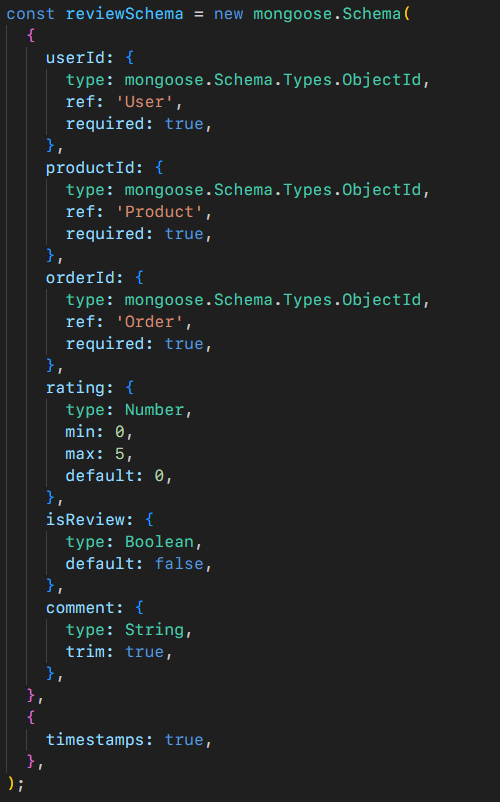 const reviewSchema = new mongoose.Schema(
  {
    userId: {
      type: mongoose.Schema.Types.ObjectId,
      ref: 'User',
      required: true,
    },
    productId: {
      type: mongoose.Schema.Types.ObjectId,
      ref: 'Product',
      required: true,
    },
    orderId: {
      type: mongoose.Schema.Types.ObjectId,
      ref: 'Order',
      required: true,
    },
    rating: {
      type: Number,
      min: 0,
      max: 5,
      default: 0,
    },
    isReview: {
      type: Boolean,
      default: false,
    },
    comment: {
      type: String,
      trim: true,
    },
  },
  {
    timestamps: true,
  },
);